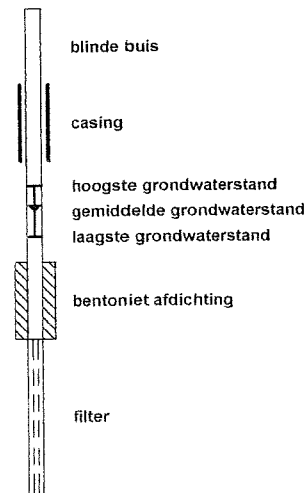 blinde buis
casing
hoogste grondwaterstand
gemiddelde grondwaterstand
laagste grondwaterstand
bentoniet afdichting
filter